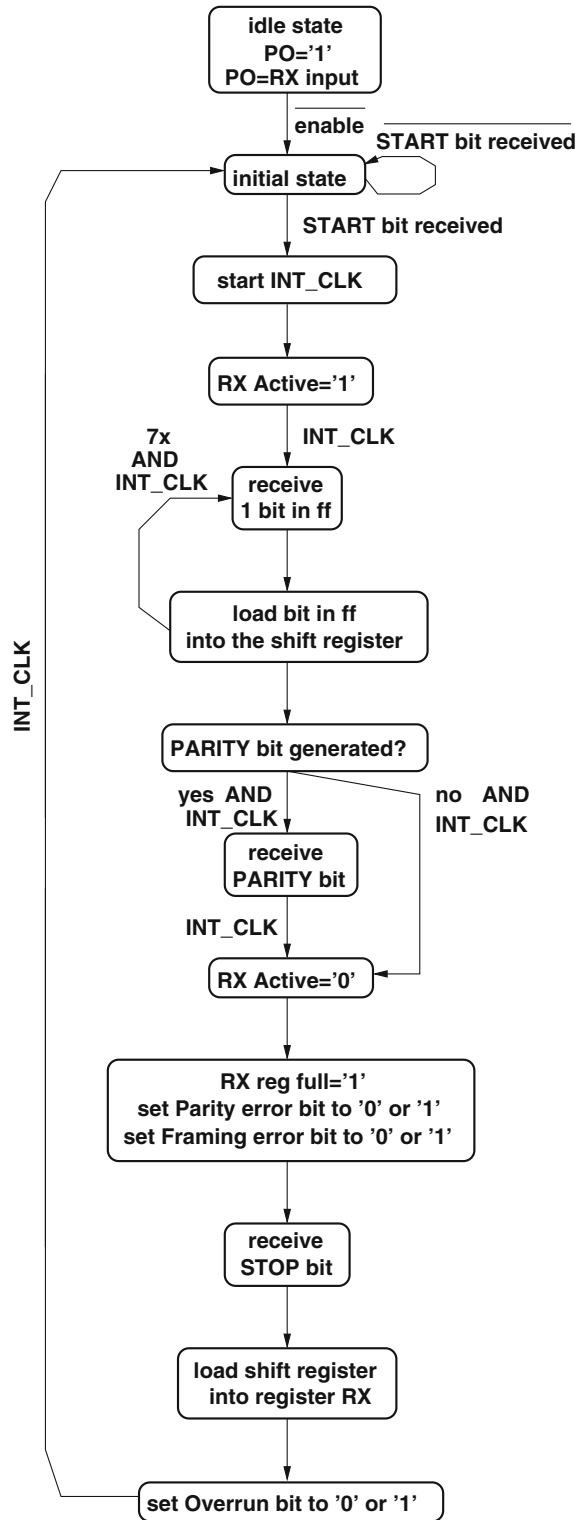 idle state
PO='1'
PO=RX input
enable
START bit received
initial state
START bit received
start INT_CLK
RX Active='1'
INT_CLK
7x
AND
INT_CLK
receive
1 bit in ff
load bit in ff
into the shift register
INT_CLK
PARITY bit generated?
yes AND
INT_CLK
no AND
INT_CLK
receive
PARITY bit
INT_CLK
RX Active='0'
RX reg full='1'
set Parity error bit to '0' or '1'
set Framing error bit to '0' or '1'
receive
STOP bit
load shift register
into register RX
set Overrun bit to '0' or '1'